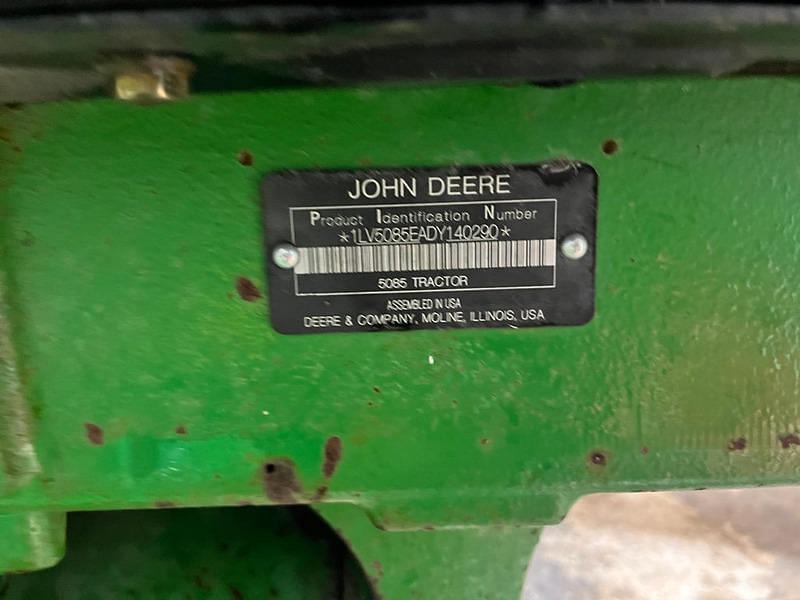 JOHN DEERE
Product Identification Number
*1LV5085EADY140290*
5085 TRACTOR
ASSEMBLED IN USA
DEERE & COMPANY, MOLINE, ILLINOIS, USA